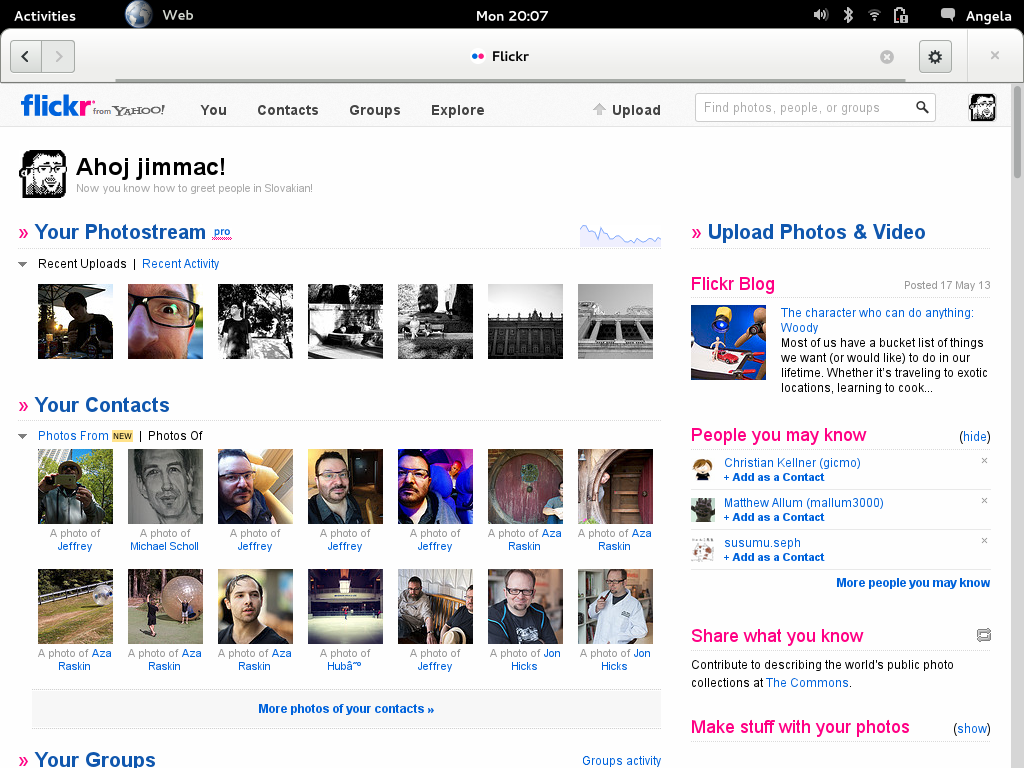 Activities Web Mon 20:07 Angela
Flickr
flickr from YAHOO! You Contacts Groups Explore Upload Find photos, people, or groups
Ahoj jimmac!
Now you know how to greet people in Slovakian!
» Your Photostream pro
Recent Uploads | Recent Activity
» Your Contacts
Photos From NEW | Photos Of
A photo of Jeffrey
A photo of Michael Scholl
A photo of Jeffrey
A photo of Jeffrey
A photo of Jeffrey
A photo of Aza Raskin
A photo of Aza Raskin
A photo of Aza Raskin
A photo of Aza Raskin
A photo of Aza Raskin
A photo of Hubâ˜º
A photo of Jeffrey
A photo of Jon Hicks
A photo of Jon Hicks
More photos of your contacts »
» Your Groups Groups activity
» Upload Photos & Video
Flickr Blog Posted 17 May 13
The character who can do anything:
Woody
Most of us have a bucket list of things
we want (or would like) to do in our
lifetime. Whether it's traveling to exotic
locations, learning to cook...
People you may know (hide)
Christian Kellner (gicmo)
+ Add as a Contact
Matthew Allum (mallum3000)
+ Add as a Contact
susumu.seph
+ Add as a Contact
More people you may know
Share what you know
Contribute to describing the world's public photo
collections at The Commons.
Make stuff with your photos (show)